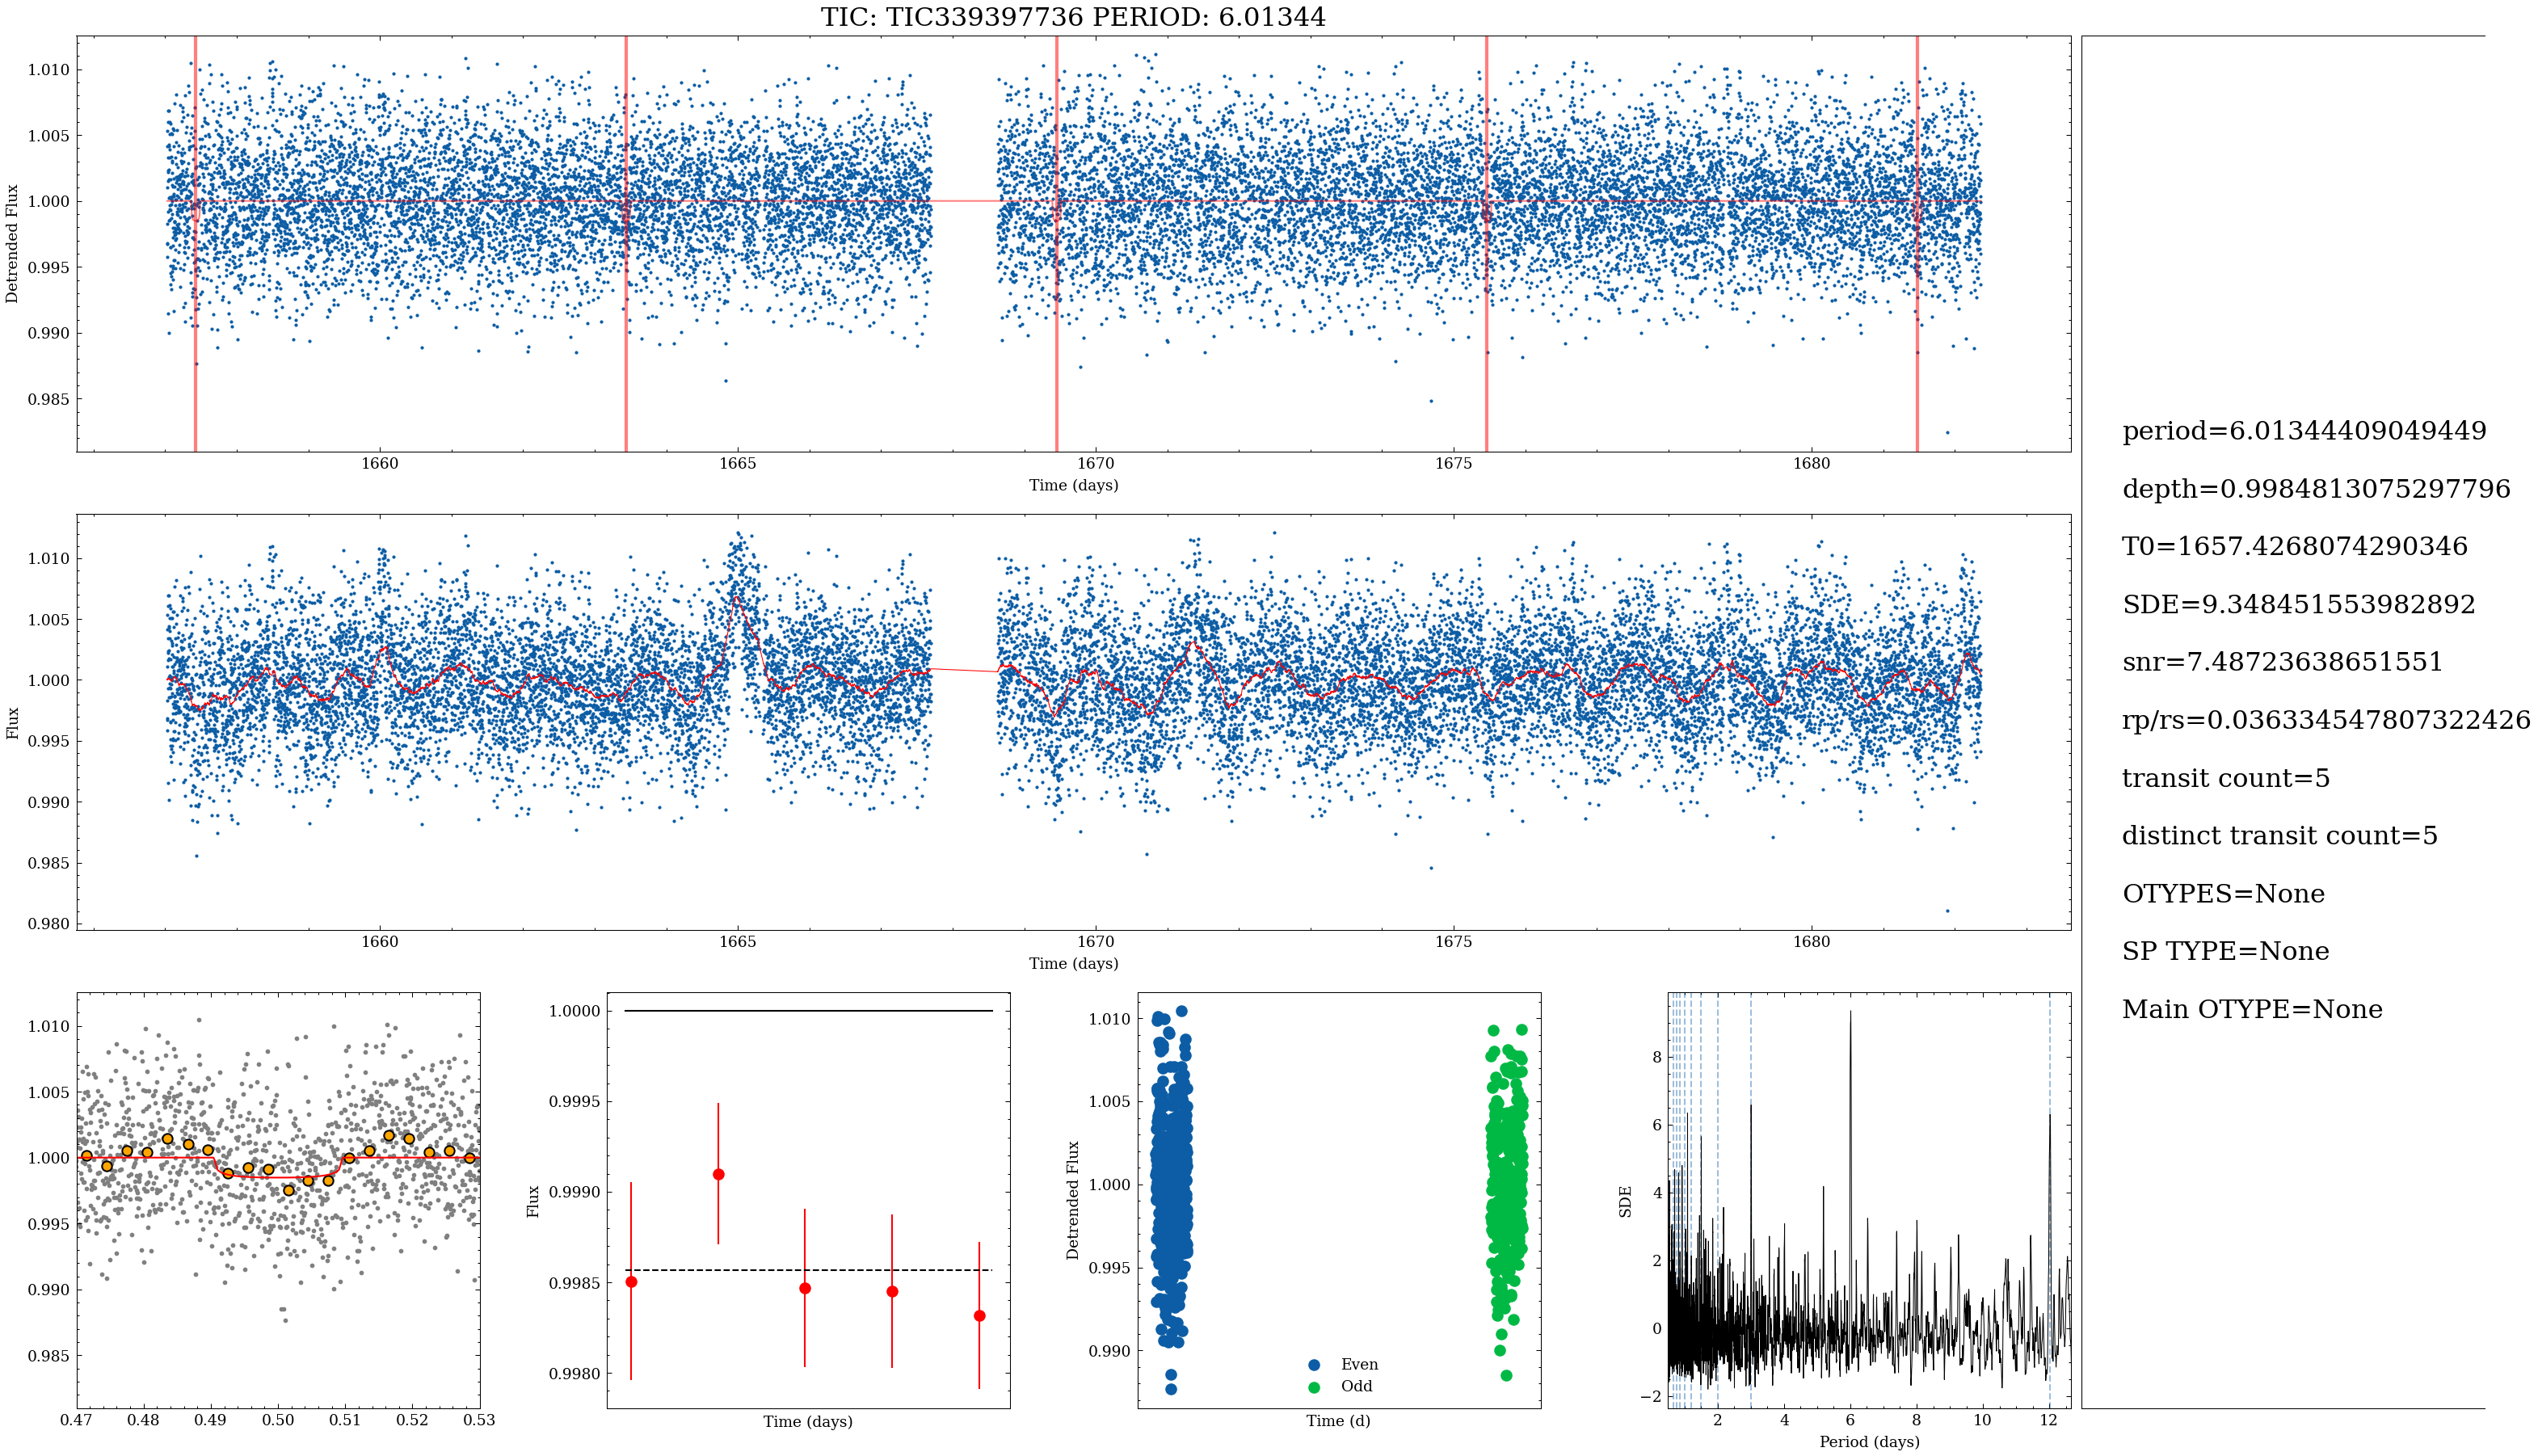 TIC: TIC339397736 PERIOD: 6.01344
1.010
1.005
1.000
0.995
0.990
0.985
Detrended Flux
1660
1665
1670
1675
1680
Time (days)
1.010
1.005
1.000
0.995
0.990
0.985
0.980
Flux
1660
1665
1670
1675
1680
Time (days)
1.010
1.005
1.000
0.995
0.990
0.985
0.47
0.48
0.49
0.50
0.51
0.52
0.53
1.0000
0.9995
0.9990
0.9985
0.9980
Flux
Time (days)
1.010
1.005
1.000
0.995
0.990
Detrended Flux
Even
Odd
Time (d)
8
6
4
2
0
−2
SDE
2
4
6
8
10
12
Period (days)
period=6.01344409049449
depth=0.9984813075297796
T0=1657.4268074290346
SDE=9.348451553982892
snr=7.48723638651551
rp/rs=0.036334547807322426
transit count=5
distinct transit count=5
OTYPES=None
SP TYPE=None
Main OTYPE=None